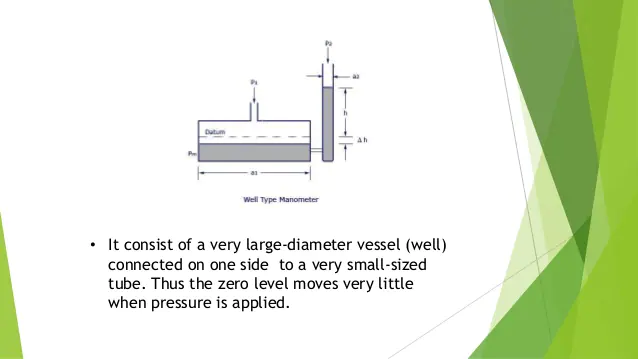 P₂
a₂
P₁
h
Datum
Δ h
Pₘ
a₁
Well Type Manometer
• It consist of a very large-diameter vessel (well)
connected on one side to a very small-sized
tube. Thus the zero level moves very little
when pressure is applied.